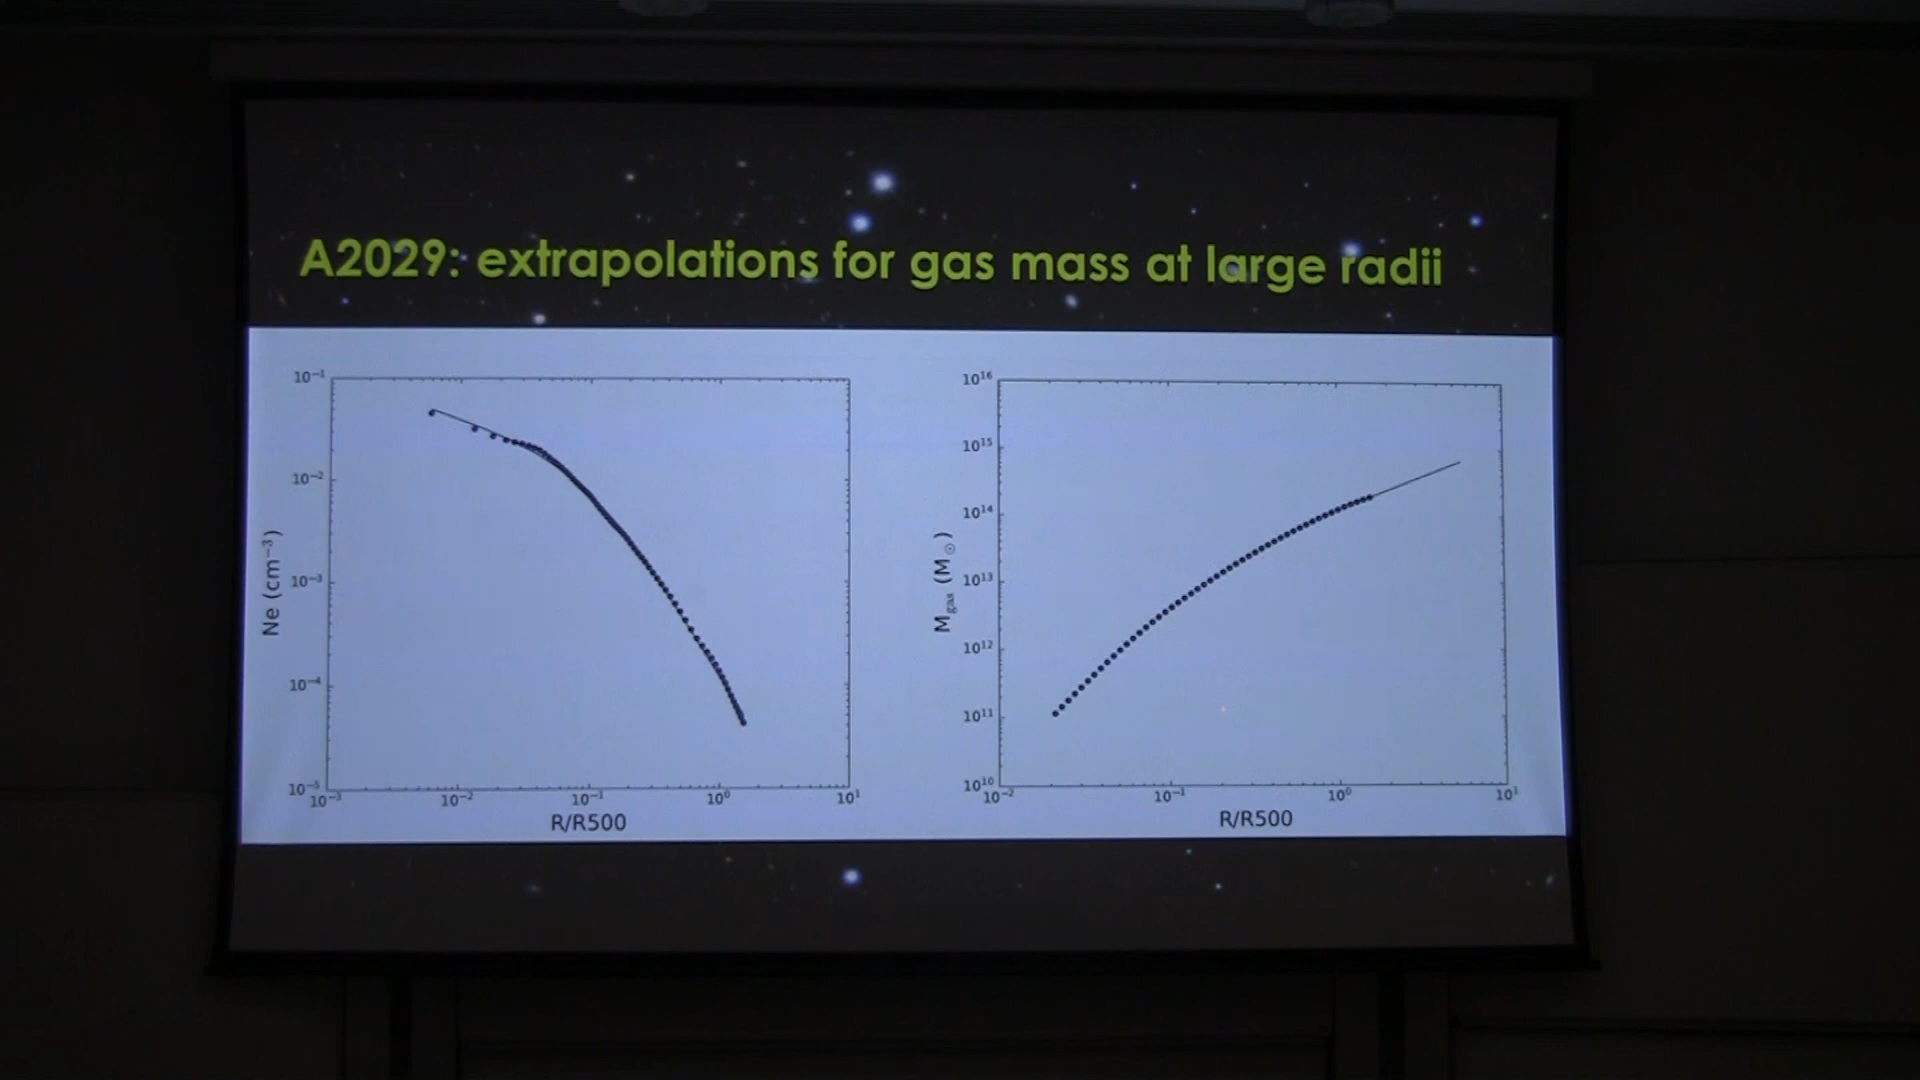 A2029: extrapolations for gas mass at large radii
10⁻¹
10⁻²
10⁻³
10⁻⁴
10⁻⁵
Ne (cm⁻³)
10⁻³ 10⁻² 10⁻¹ 10⁰ 10¹
R/R500
10¹⁶
10¹⁵
10¹⁴
10¹³
10¹²
10¹¹
10¹⁰
M_gas (M_⊙)
10⁻² 10⁻¹ 10⁰ 10¹
R/R500